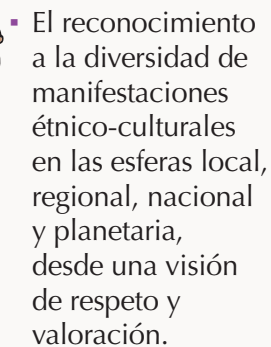 ▪ El reconocimiento
a la diversidad de
manifestaciones
étnico-culturales
en las esferas local,
regional, nacional
y planetaria,
desde una visión
de respeto y
valoración.